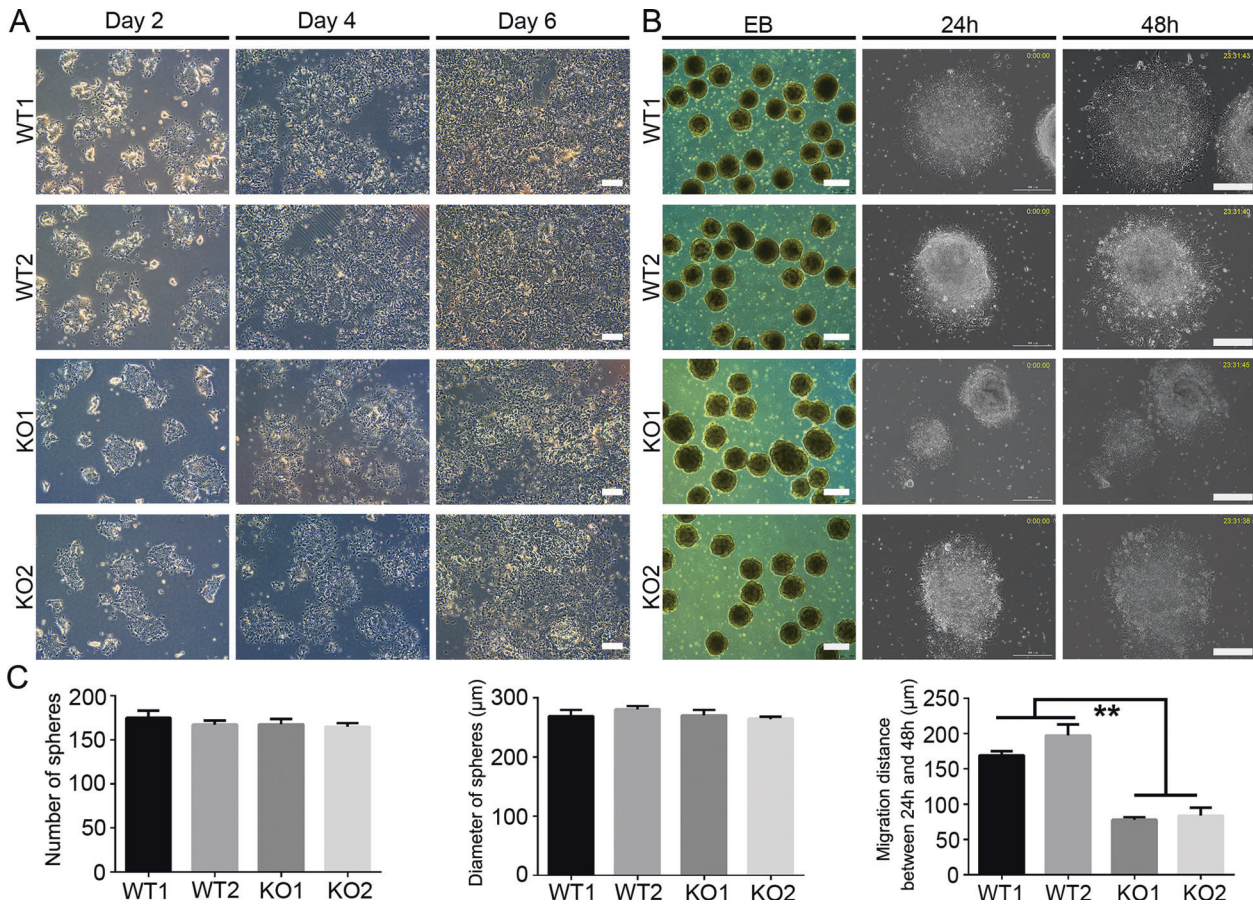 A
Day 2
Day 4
Day 6
B
EB
24h
48h
WT1
0:00:00
23:31:43
WT2
0:00:00
23:31:40
KO1
0:00:00
23:31:45
KO2
0:00:00
23:31:38
C
Number of spheres
200
150
100
50
0
WT1
WT2
KO1
KO2
Diameter of spheres (µm)
300
200
100
0
WT1
WT2
KO1
KO2
Migration distance
between 24h and 48h (µm)
250
200
150
100
50
0
**
WT1
WT2
KO1
KO2